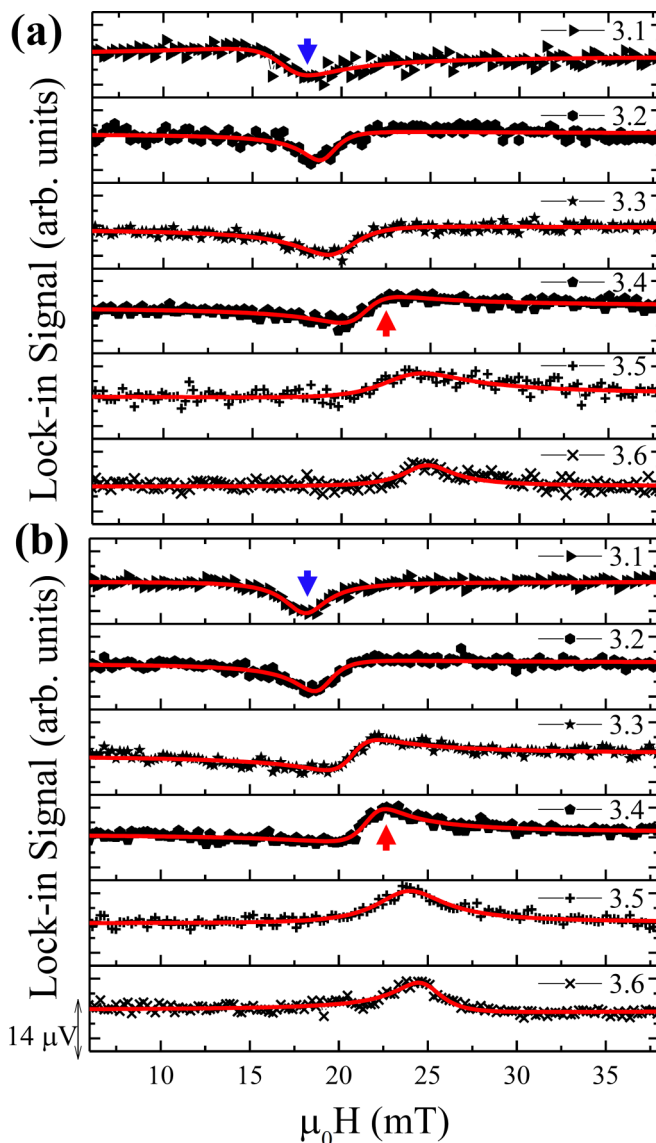 (a)
Lock-in Signal (arb. units)
3.1
3.2
3.3
3.4
3.5
3.6
(b)
Lock-in Signal (arb. units)
3.1
3.2
3.3
3.4
3.5
3.6
14 μV
10 15 20 25 30 35
μ₀H (mT)